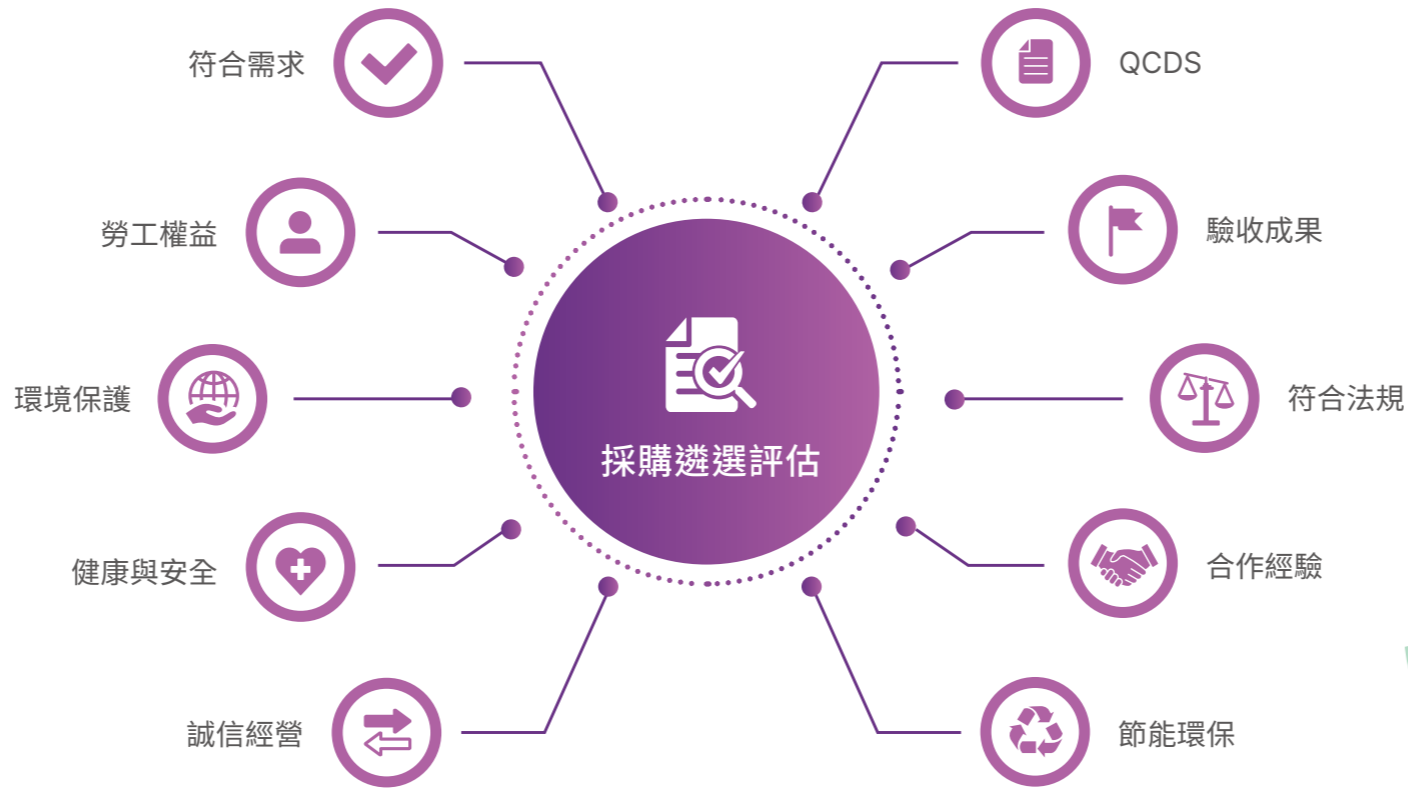 符合需求
QCDS
勞工權益
驗收成果
環境保護
符合法規
採購遴選評估
健康與安全
合作經驗
誠信經營
節能環保